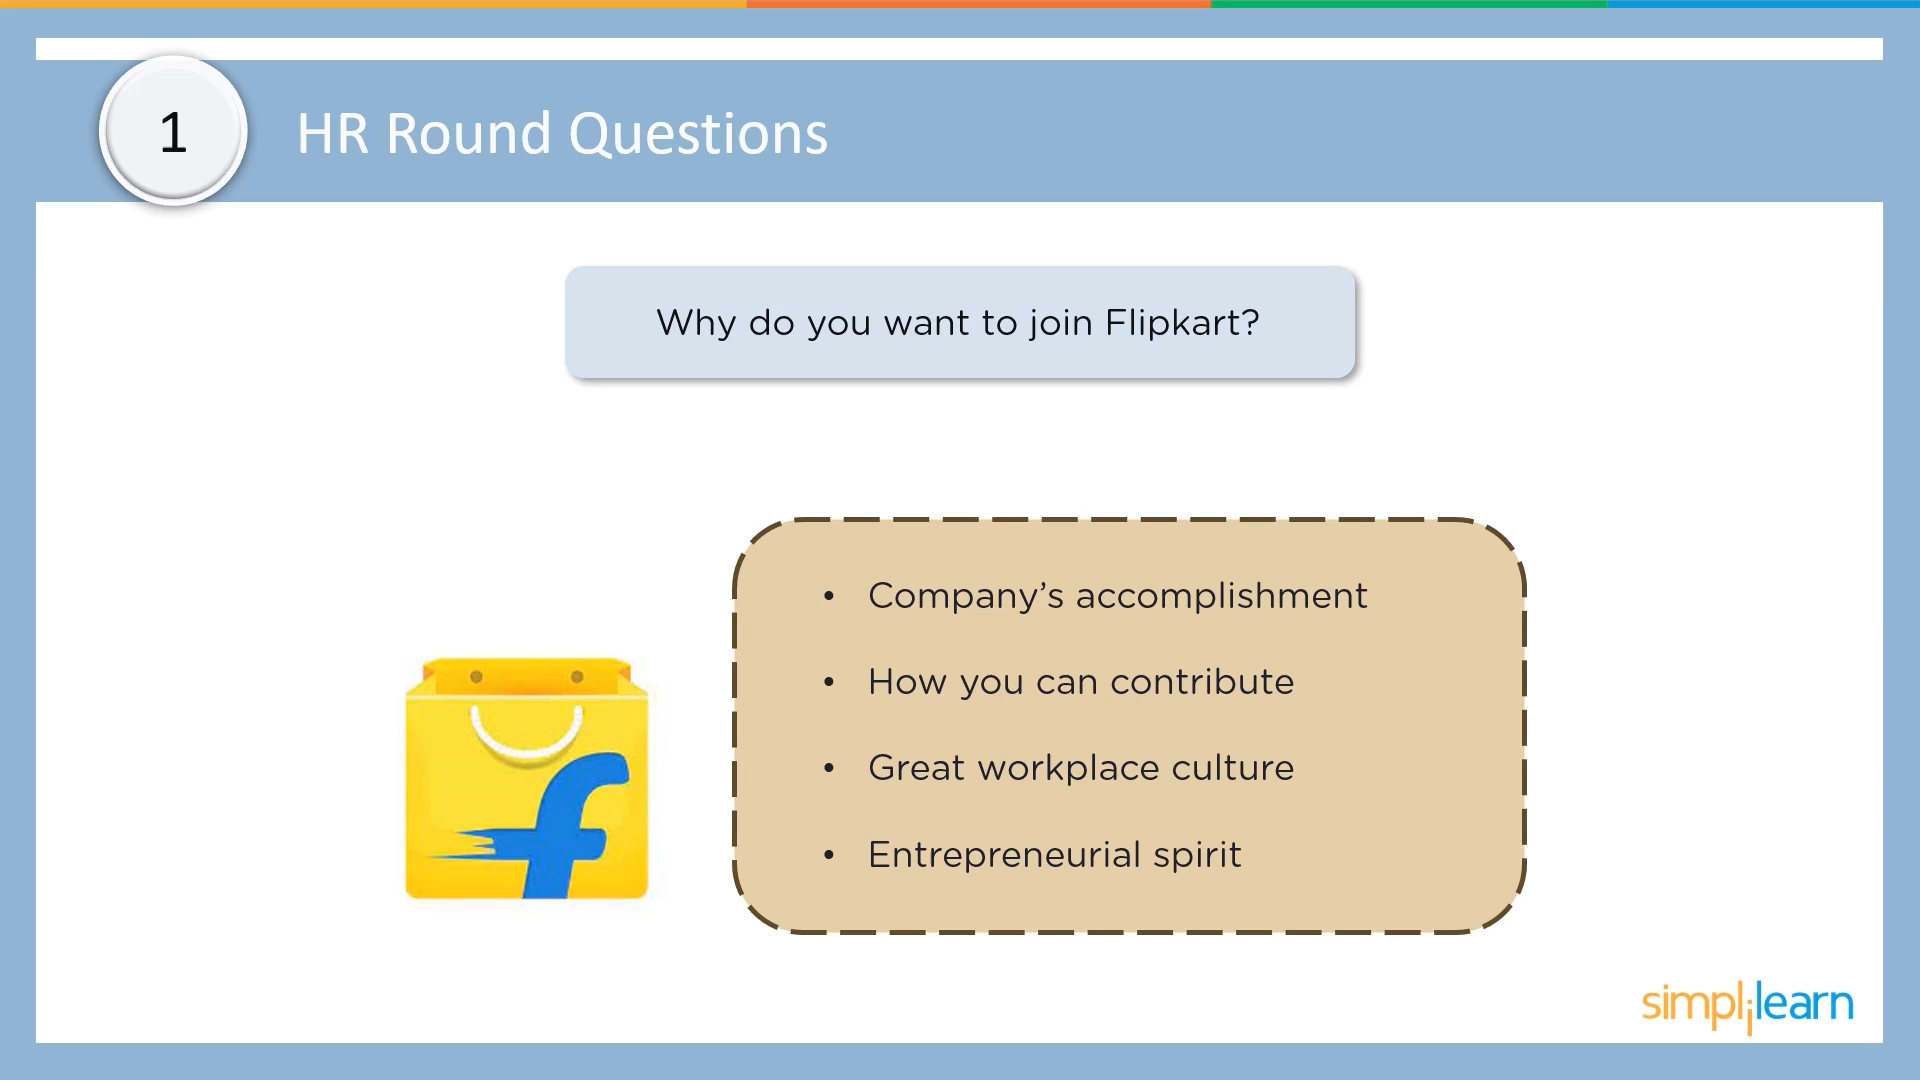 1
HR Round Questions
Why do you want to join Flipkart?
• Company’s accomplishment
• How you can contribute
• Great workplace culture
• Entrepreneurial spirit
f
simplilearn